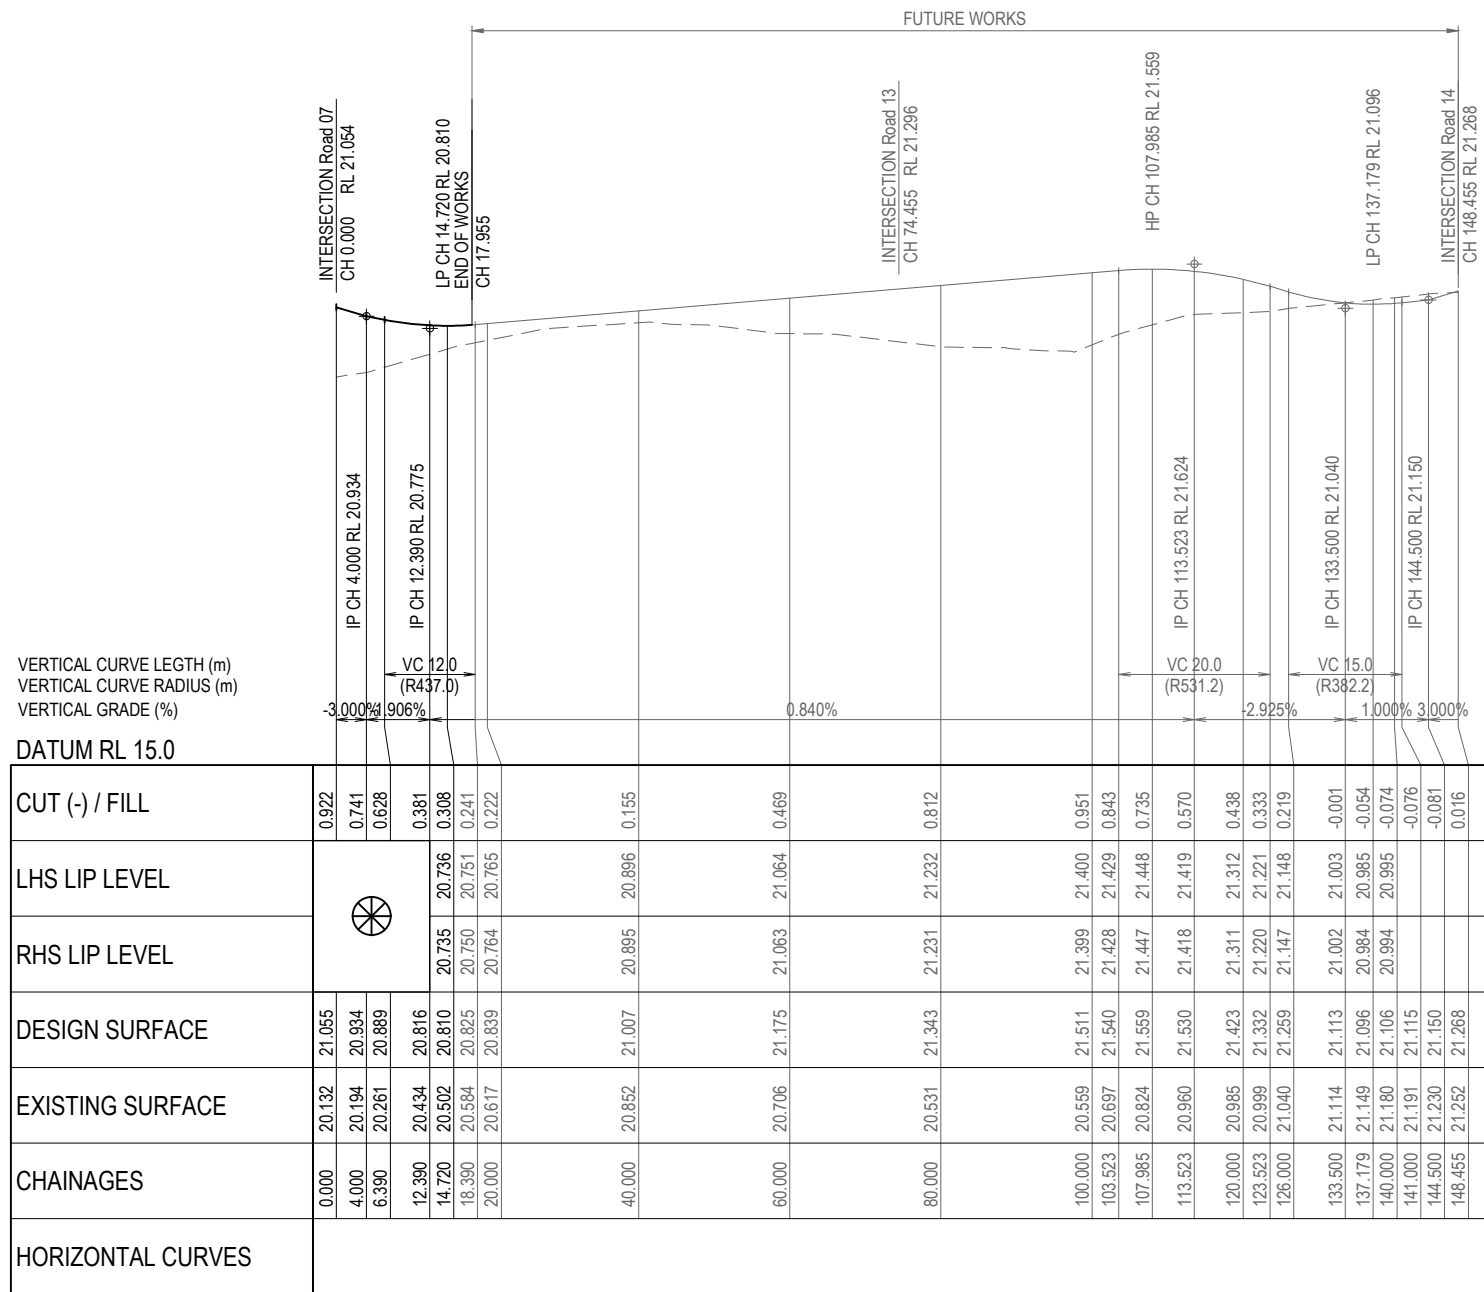 FUTURE WORKS
INTERSECTION Road 07
CH 0.000 RL 21.054
LP CH 14.720 RL 20.810
END OF WORKS
CH 17.955
INTERSECTION Road 13
CH 74.455 RL 21.296
HP CH 107.985 RL 21.559
LP CH 137.179 RL 21.096
INTERSECTION Road 14
CH 148.455 RL 21.268
IP CH 4.000 RL 20.934
IP CH 12.390 RL 20.775
IP CH 113.523 RL 21.624
IP CH 133.500 RL 21.040
IP CH 144.500 RL 21.150
VERTICAL CURVE LEGTH (m) VC 12.0 VC 20.0 VC 15.0
VERTICAL CURVE RADIUS (m) (R437.0) (R531.2) (R382.2)
VERTICAL GRADE (%) -3.000% 1.906% 0.840% -2.925% 1.000% 3.000%
DATUM RL 15.0
CUT (-) / FILL 0.922 0.741 0.628 0.381 0.308 0.241 0.222 0.155 0.469 0.812 0.951 0.843 0.735 0.570 0.438 0.333 0.219 -0.001 -0.054 -0.074 -0.076 -0.081 0.016
LHS LIP LEVEL 20.736 20.751 20.765 20.896 21.064 21.232 21.400 21.429 21.448 21.419 21.312 21.221 21.148 21.003 20.985 20.995
RHS LIP LEVEL 20.735 20.750 20.764 20.895 21.063 21.231 21.399 21.428 21.447 21.418 21.311 21.220 21.147 21.002 20.984 20.994
DESIGN SURFACE 21.055 20.934 20.889 20.816 20.810 20.825 20.839 21.007 21.175 21.343 21.511 21.540 21.559 21.530 21.423 21.332 21.259 21.113 21.096 21.106 21.115 21.150 21.268
EXISTING SURFACE 20.132 20.194 20.261 20.434 20.502 20.584 20.617 20.852 20.706 20.531 20.559 20.697 20.824 20.960 20.985 20.999 21.040 21.114 21.149 21.180 21.191 21.230 21.252
CHAINAGES 0.000 4.000 6.390 12.390 14.720 18.390 20.000 40.000 60.000 80.000 100.000 103.523 107.985 113.523 120.000 123.523 126.000 133.500 137.179 140.000 141.000 144.500 148.455
HORIZONTAL CURVES